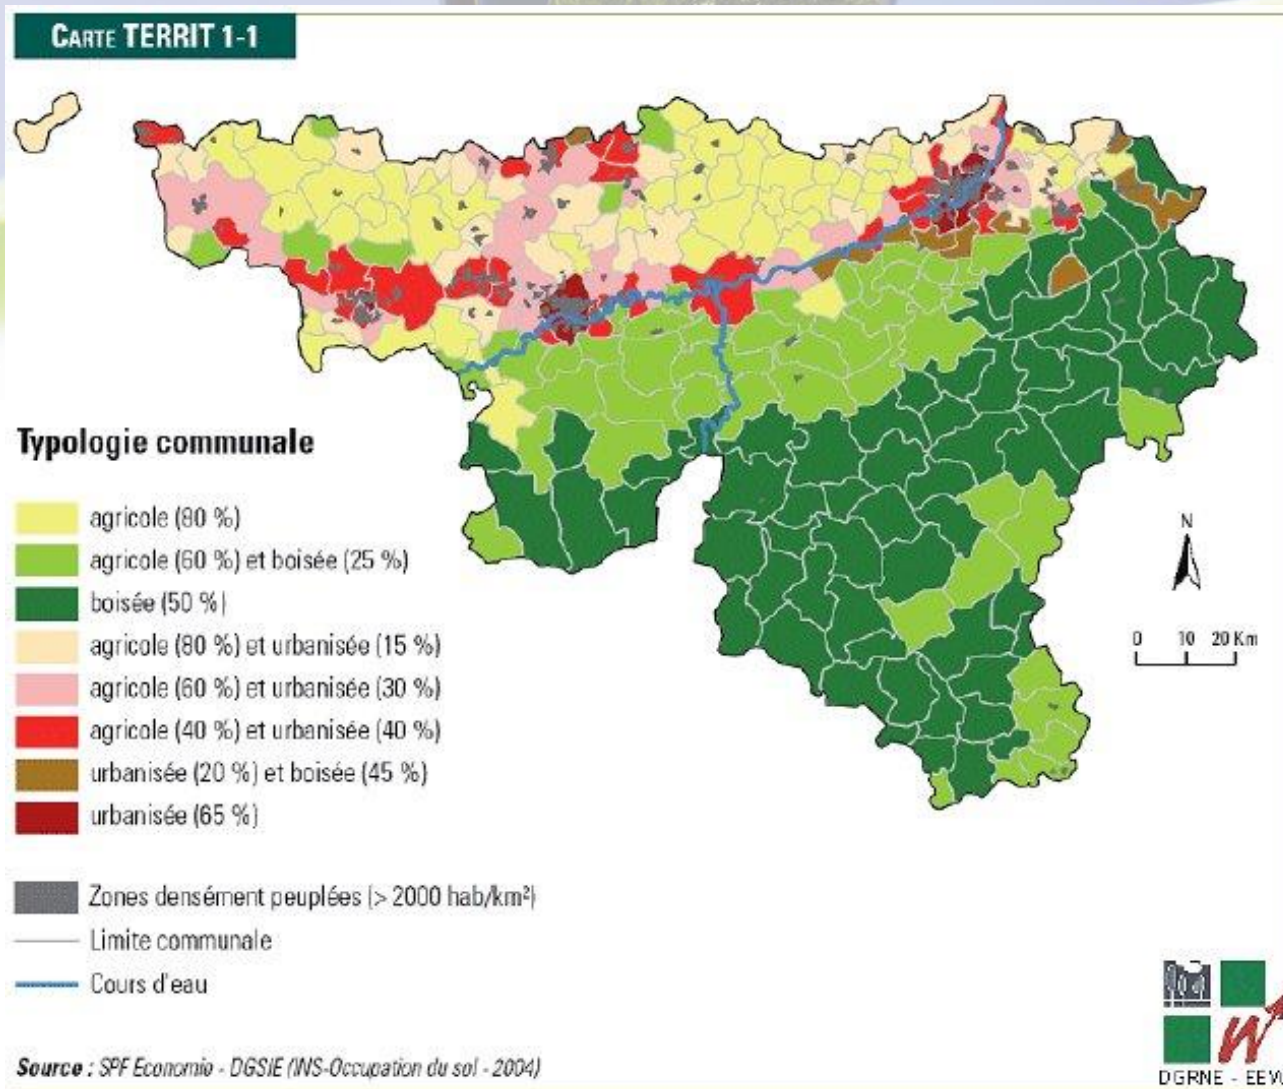 CARTE TERRIT 1-1
Typologie communale
agricole (80 %)
agricole (60 %) et boisée (25 %)
boisée (50 %)
agricole (80 %) et urbanisée (15 %)
agricole (60 %) et urbanisée (30 %)
agricole (40 %) et urbanisée (40 %)
urbanisée (20 %) et boisée (45 %)
urbanisée (65 %)
Zones densément peuplées (> 2000 hab/km²)
Limite communale
Cours d'eau
N
0 10 20 Km
Source : SPF Economie - DGSIE (INS-Occupation du sol - 2004)
W
DGRNE - EEW